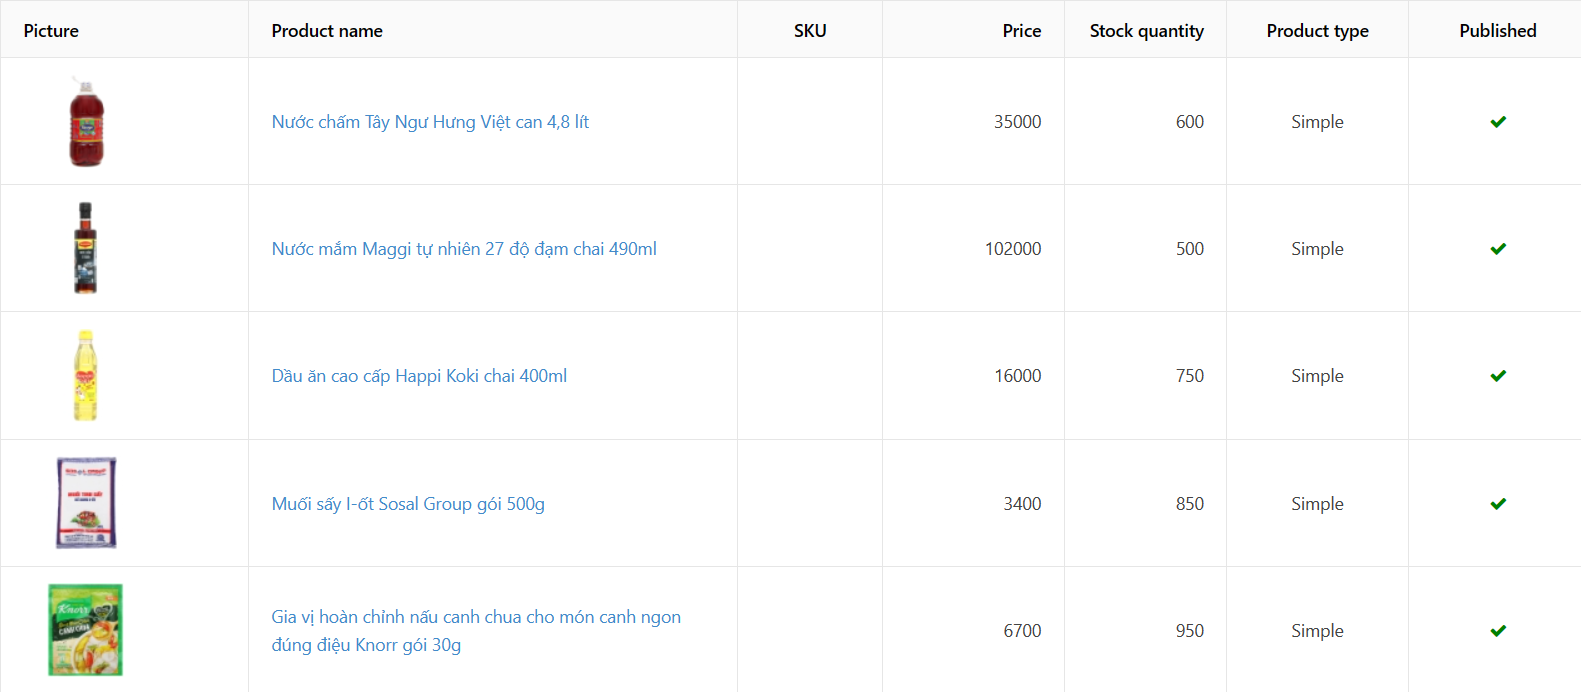 Picture Product name SKU Price Stock quantity Product type Published
Nước chấm Tây Ngư Hưng Việt can 4,8 lít 35000 600 Simple
Nước mắm Maggi tự nhiên 27 độ đạm chai 490ml 102000 500 Simple
Dầu ăn cao cấp Happi Koki chai 400ml 16000 750 Simple
Muối sấy I-ốt Sosal Group gói 500g 3400 850 Simple
Knorr
CANH CHUA
Gia vị hoàn chỉnh nấu canh chua cho món canh ngon
đúng điệu Knorr gói 30g 6700 950 Simple